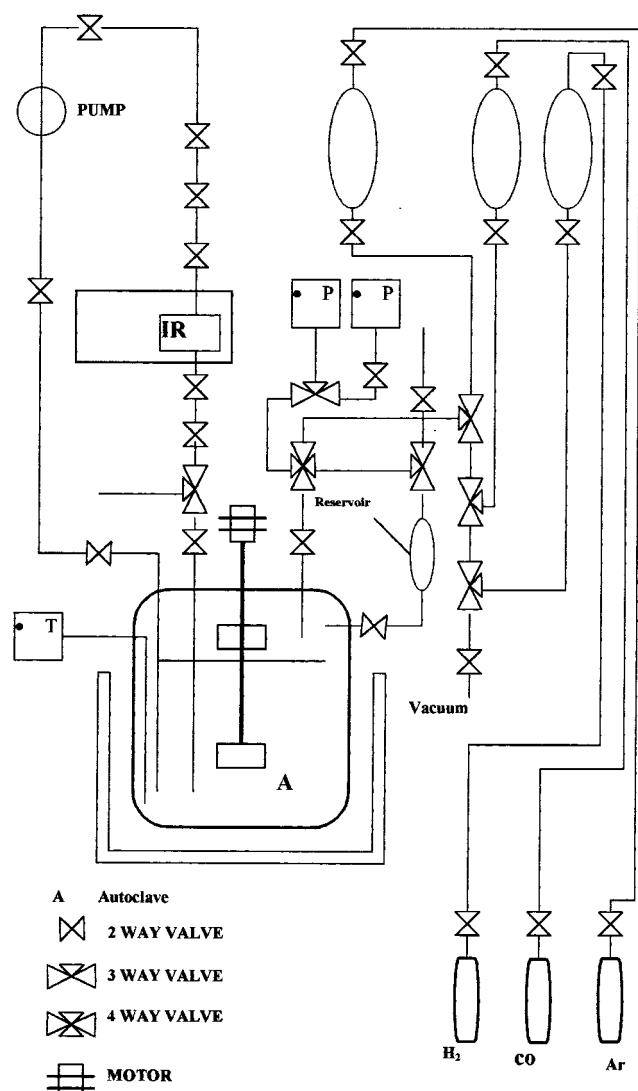 PUMP
P P
IR
Reservoir
T
Vacuum
A
A Autoclave
2 WAY VALVE
3 WAY VALVE
4 WAY VALVE
MOTOR
H₂
CO
Ar